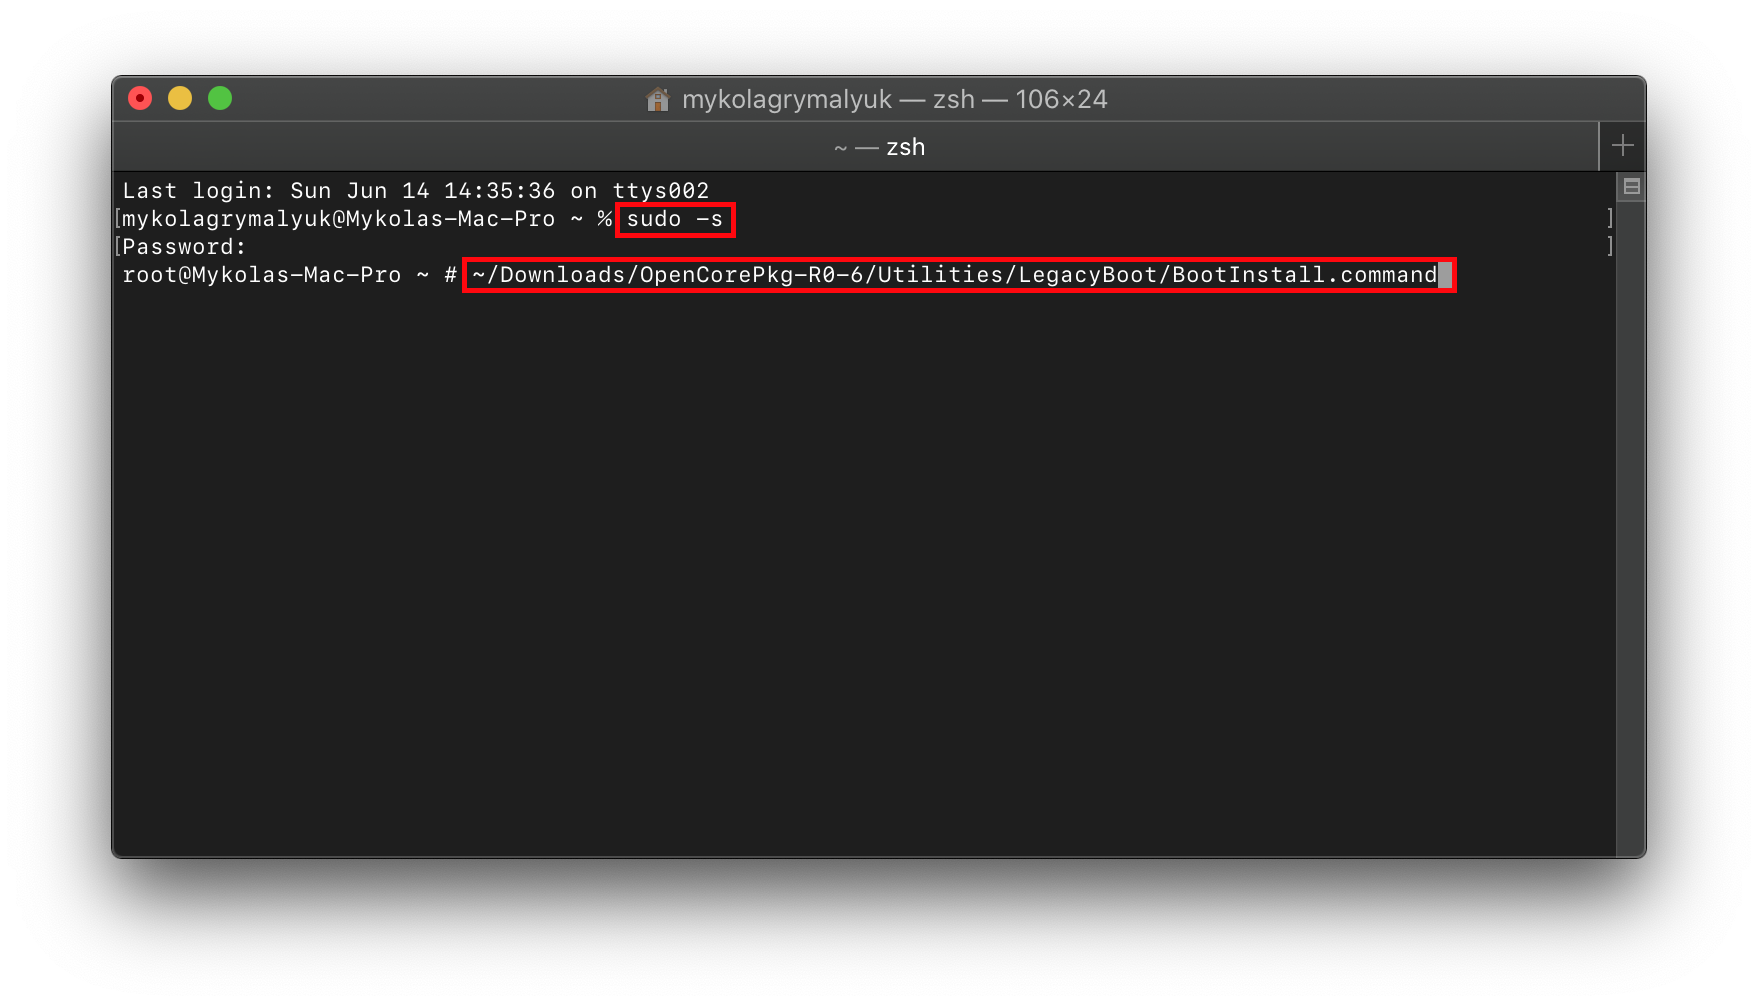 mykolagrymalyuk — zsh — 106×24
~ — zsh
Last login: Sun Jun 14 14:35:36 on ttys002
[mykolagrymalyuk@Mykolas-Mac-Pro ~ % sudo -s ]
[Password: ]
root@Mykolas-Mac-Pro ~ # ~/Downloads/OpenCorePkg-R0-6/Utilities/LegacyBoot/BootInstall.command